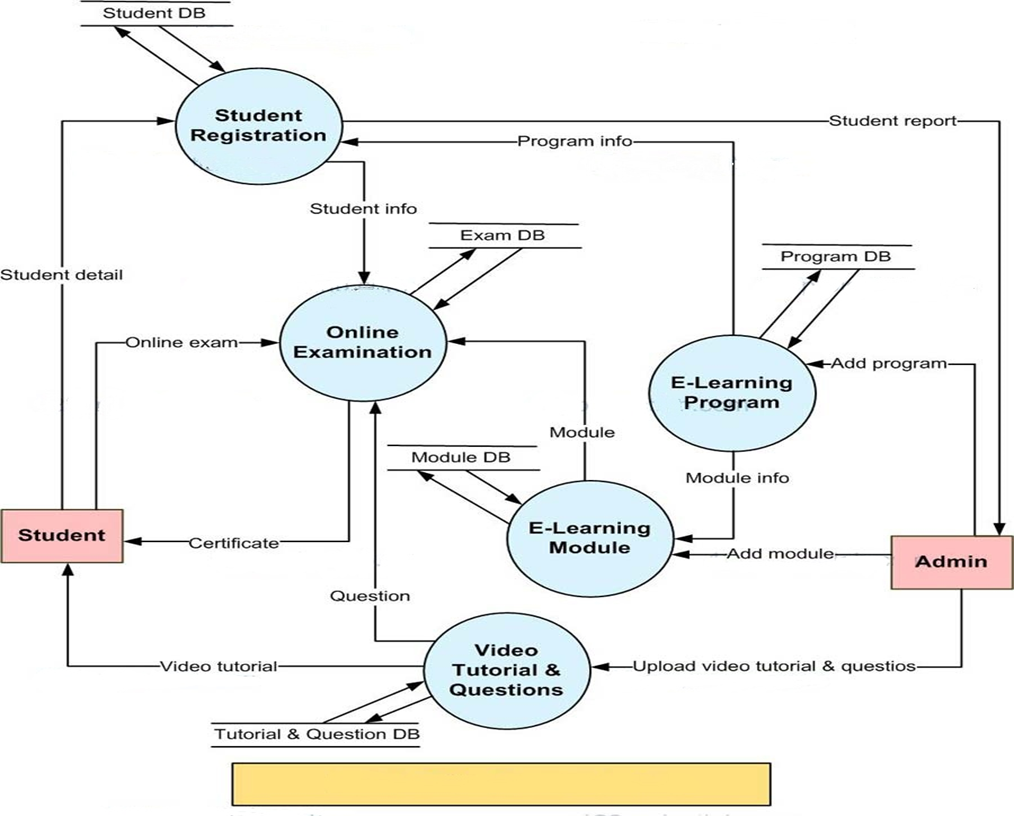 Student DB
Student
Registration
Student report
Program info
Student info
Exam DB
Program DB
Student detail
Online exam
Online
Examination
Add program
E-Learning
Program
Module
Module DB
Module info
E-Learning
Module
Student
Certificate
Add module
Admin
Question
Video
Tutorial &
Questions
Video tutorial
Upload video tutorial & questios
Tutorial & Question DB